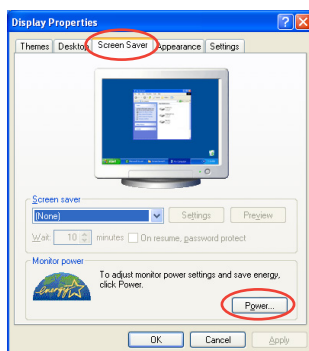 Display Properties
Themes Desktop Screen Saver Appearance Settings
Screen saver
(None) Settings Preview
Wait: 10 minutes On resume, password protect
Monitor power
To adjust monitor power settings and save energy,
click Power.
energy
Power...
OK Cancel Apply